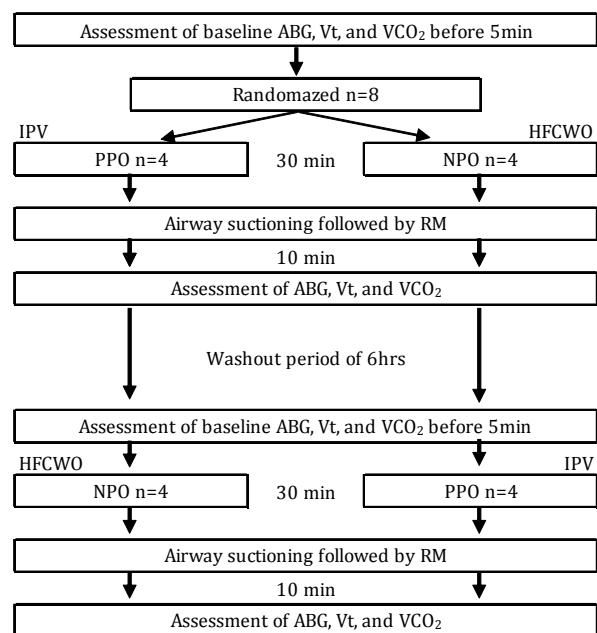 Assessment of baseline ABG, Vt, and VCO₂ before 5min
Randomazed n=8
IPV
HFCWO
PPO n=4
30 min
NPO n=4
Airway suctioning followed by RM
10 min
Assessment of ABG, Vt, and VCO₂
Washout period of 6hrs
Assessment of baseline ABG, Vt, and VCO₂ before 5min
HFCWO
IPV
NPO n=4
30 min
PPO n=4
Airway suctioning followed by RM
10 min
Assessment of ABG, Vt, and VCO₂